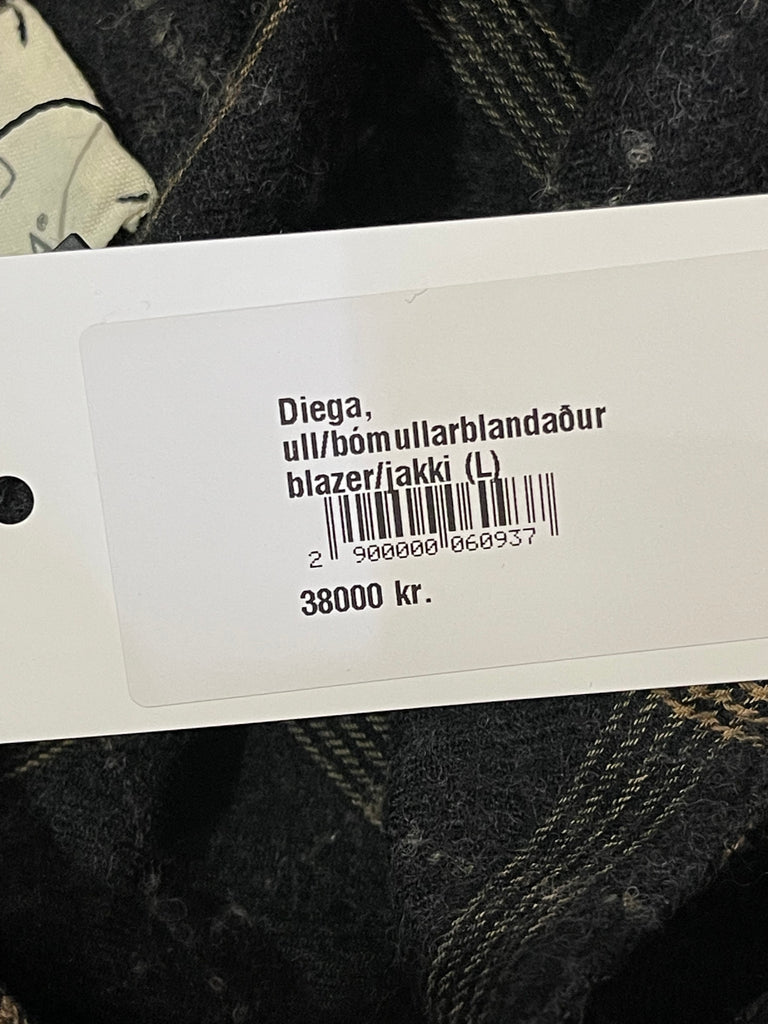 Diega,
ull/bómullarblandaður
blazer/jakki (L)
2 900000 060937
38000 kr.